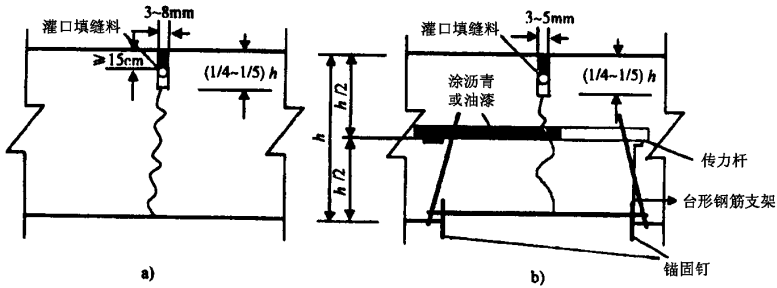 3~8mm
灌口填缝料
≥15cm
(1/4~1/5) h
a)
3~5mm
灌口填缝料
(1/4~1/5) h
涂沥青
或油漆
h
h/2
h/2
传力杆
台形钢筋支架
锚固钉
b)